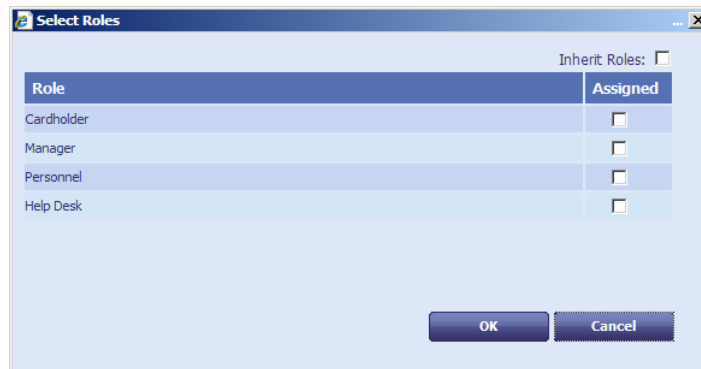 Select Roles ...
Inherit Roles:
Role Assigned
Cardholder
Manager
Personnel
Help Desk
OK Cancel